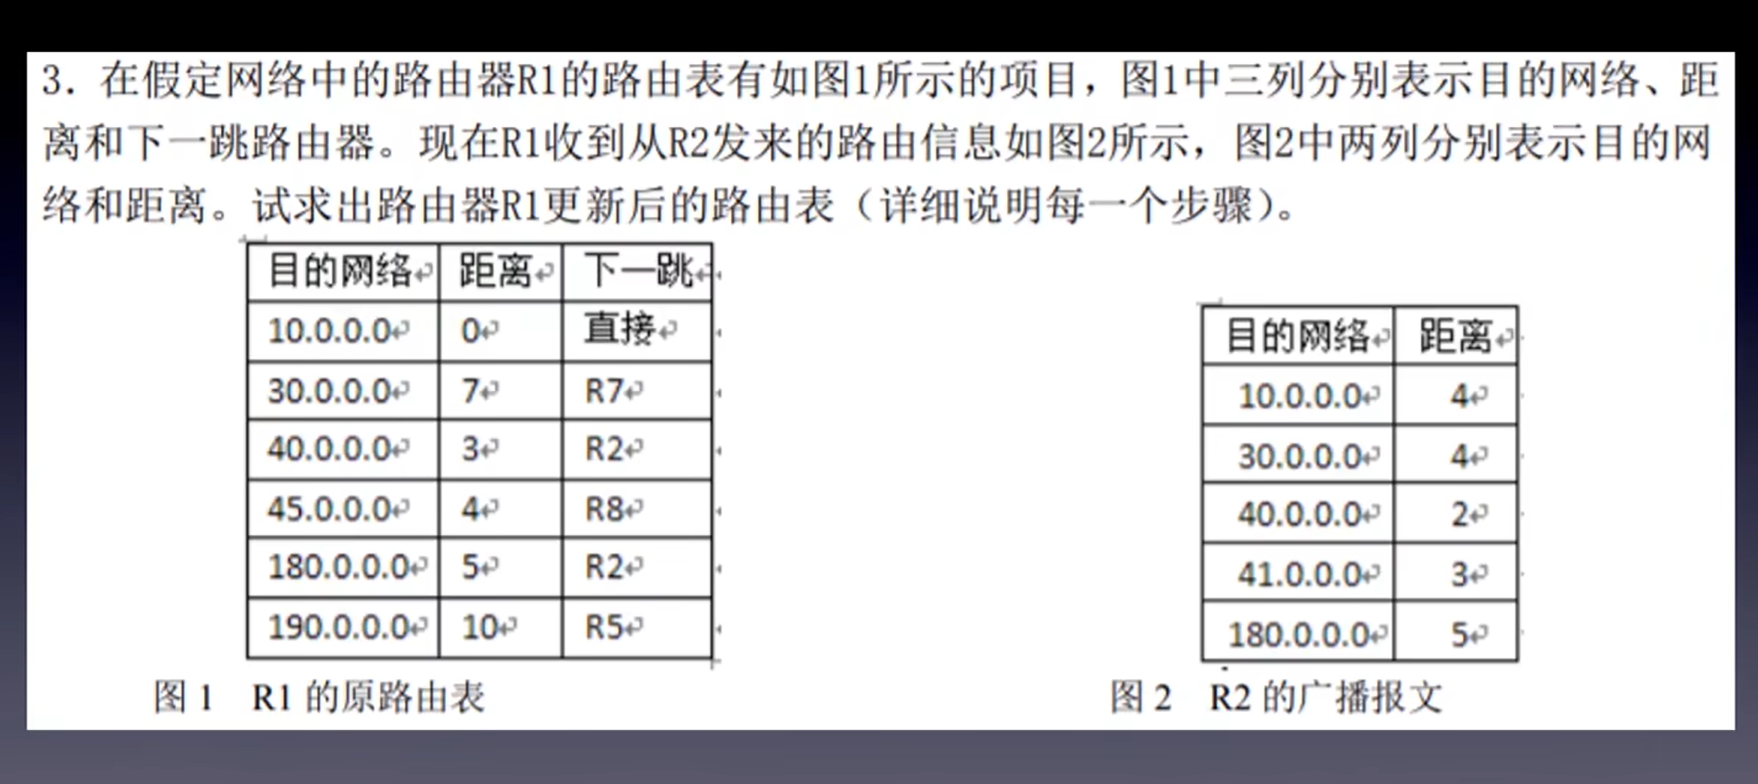 3. 在假定网络中的路由器R1的路由表有如图1所示的项目，图1中三列分别表示目的网络、距
离和下一跳路由器。现在R1收到从R2发来的路由信息如图2所示，图2中两列分别表示目的网
络和距离。试求出路由器R1更新后的路由表（详细说明每一个步骤）。
目的网络 距离 下一跳
10.0.0.0 0 直接
30.0.0.0 7 R7
40.0.0.0 3 R2
45.0.0.0 4 R8
180.0.0.0 5 R2
190.0.0.0 10 R5
图 1 R1 的原路由表
目的网络 距离
10.0.0.0 4
30.0.0.0 4
40.0.0.0 2
41.0.0.0 3
180.0.0.0 5
图 2 R2 的广播报文